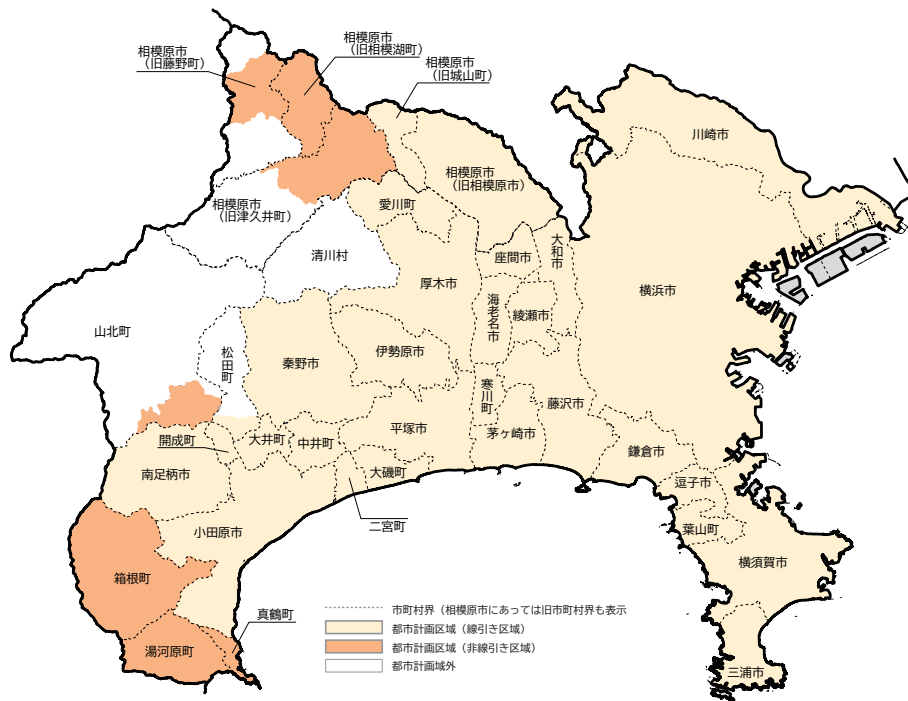 相模原市
（旧相模湖町）
相模原市
（旧藤野町）
相模原市
（旧城山町）
川崎市
相模原市
（旧相模原市）
相模原市
（旧津久井町）
愛川町
大和市
座間市
清川村
厚木市
横浜市
海老名市
綾瀬市
山北町
松田町
秦野市
伊勢原市
寒川町
藤沢市
開成町
大井町
中井町
平塚市
茅ヶ崎市
鎌倉市
南足柄市
大磯町
逗子市
二宮町
葉山町
小田原市
横須賀市
箱根町
真鶴町
湯河原町
三浦市
市町村界（相模原市にあっては旧市町村界も表示
都市計画区域（線引き区域）
都市計画区域（非線引き区域）
都市計画域外